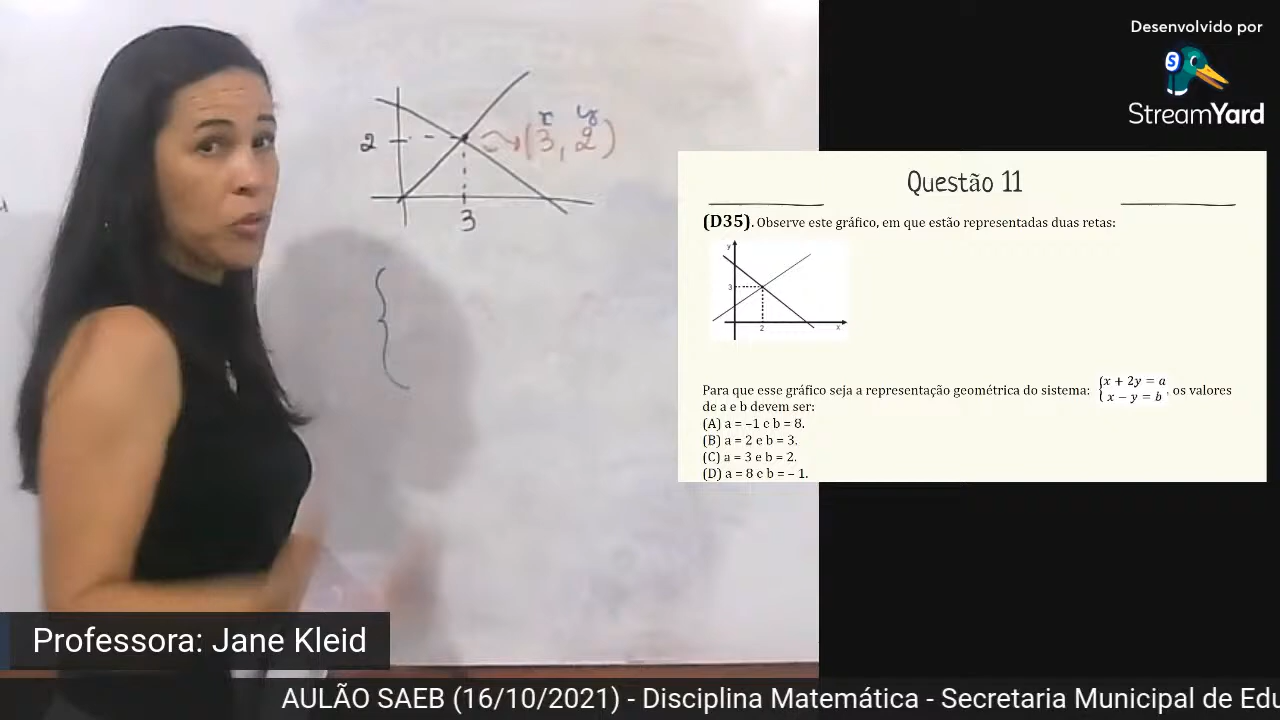 Desenvolvido por
StreamYard
2
(3, 2)
x y
3
{
Questão 11
(D35). Observe este gráfico, em que estão representadas duas retas:
y
3
2
x
Para que esse gráfico seja a representação geométrica do sistema: {x + 2y = a
x − y = b, os valores
de a e b devem ser:
(A) a = –1 e b = 8.
(B) a = 2 e b = 3.
(C) a = 3 e b = 2.
(D) a = 8 e b = – 1.
Professora: Jane Kleid
AULÃO SAEB (16/10/2021) - Disciplina Matemática - Secretaria Municipal de Edu